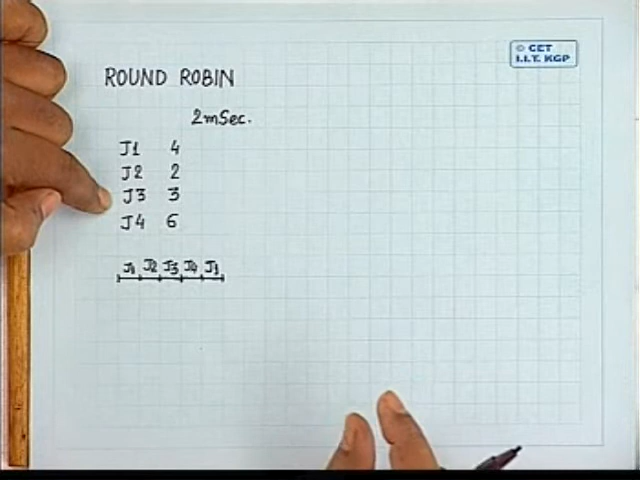 © CET
I.I.T. KGP
ROUND ROBIN
2mSec.
J1 4
J2 2
J3 3
J4 6
J1 J2 J3 J4 J1